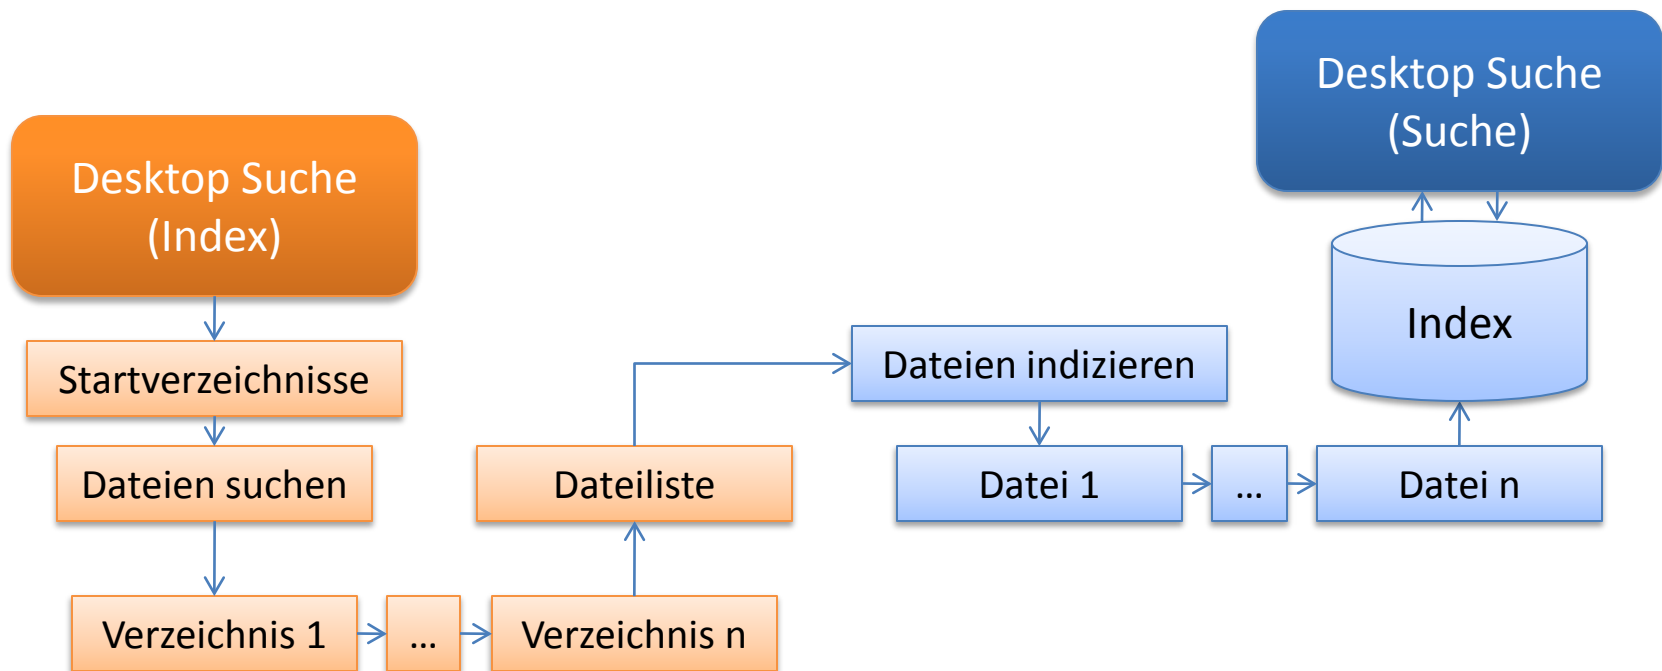 Desktop Suche
(Index)
Startverzeichnisse
Dateien suchen
Verzeichnis 1
...
Verzeichnis n
Dateiliste
Dateien indizieren
Datei 1
...
Datei n
Index
Desktop Suche
(Suche)